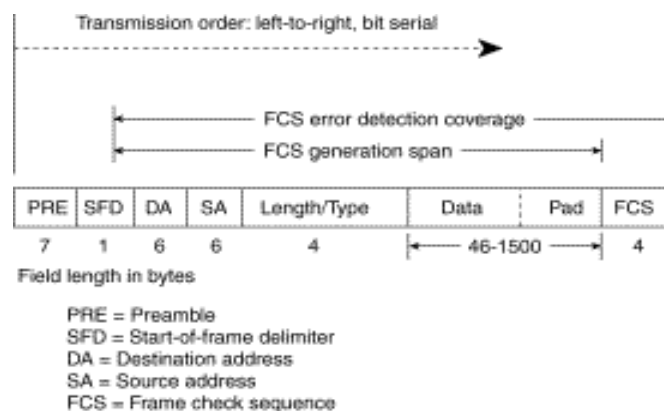 Transmission order: left-to-right, bit serial
FCS error detection coverage
FCS generation span
PRE SFD DA SA Length/Type Data Pad FCS
7 1 6 6 4 46-1500 4
Field length in bytes
PRE = Preamble
SFD = Start-of-frame delimiter
DA = Destination address
SA = Source address
FCS = Frame check sequence